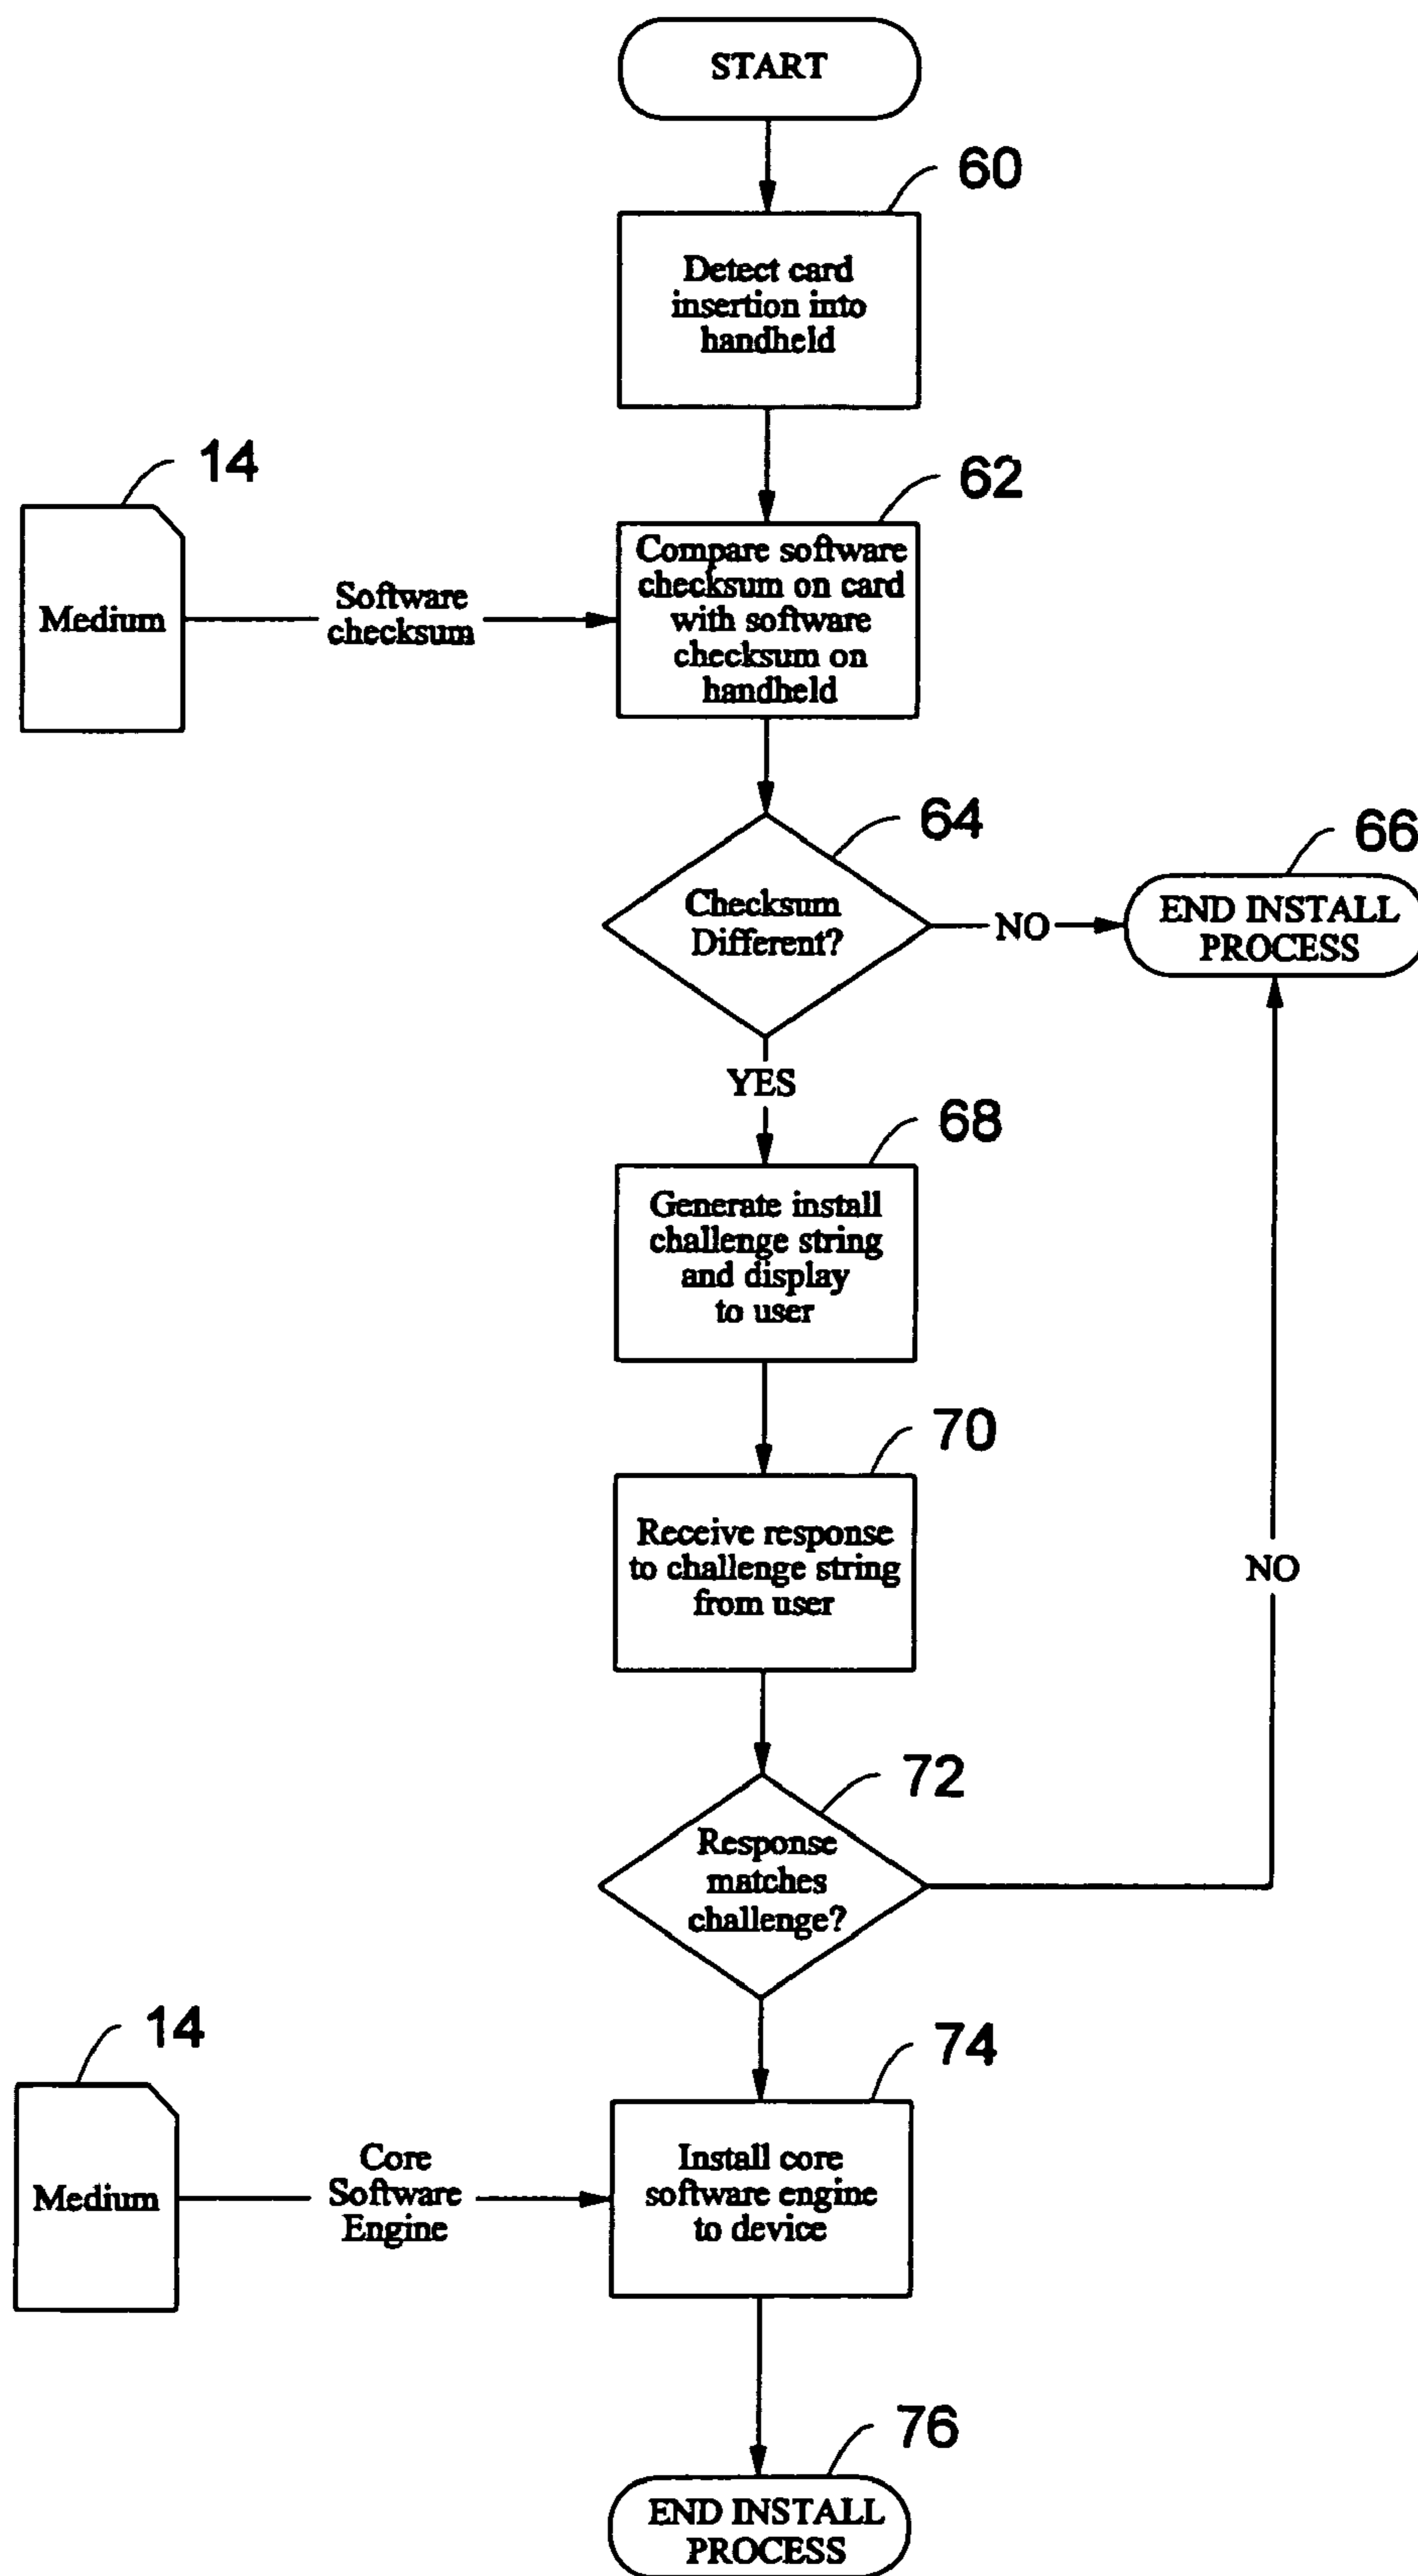 START
60
Detect card
insertion into
handheld
14
62
Medium
Software
checksum
Compare software
checksum on card
with software
checksum on
handheld
64
66
Checksum
Different?
NO
END INSTALL
PROCESS
YES
68
Generate install
challenge string
and display
to user
70
Receive response
to challenge string
from user
NO
72
Response
matches
challenge?
14
74
Medium
Core
Software
Engine
Install core
software engine
to device
76
END INSTALL
PROCESS